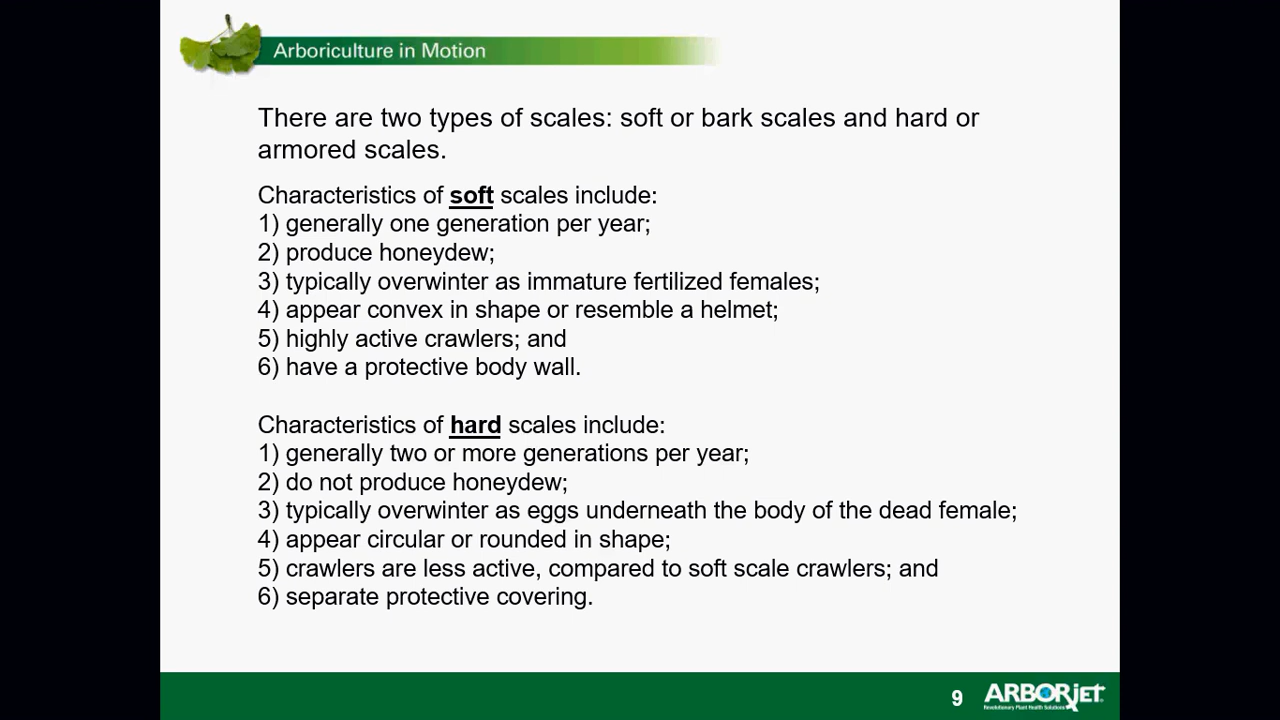 Arboriculture in Motion
There are two types of scales: soft or bark scales and hard or
armored scales.
Characteristics of soft scales include:
1) generally one generation per year;
2) produce honeydew;
3) typically overwinter as immature fertilized females;
4) appear convex in shape or resemble a helmet;
5) highly active crawlers; and
6) have a protective body wall.
Characteristics of hard scales include:
1) generally two or more generations per year;
2) do not produce honeydew;
3) typically overwinter as eggs underneath the body of the dead female;
4) appear circular or rounded in shape;
5) crawlers are less active, compared to soft scale crawlers; and
6) separate protective covering.
9
ARBORjet
Revolutionary Plant Health Solutions